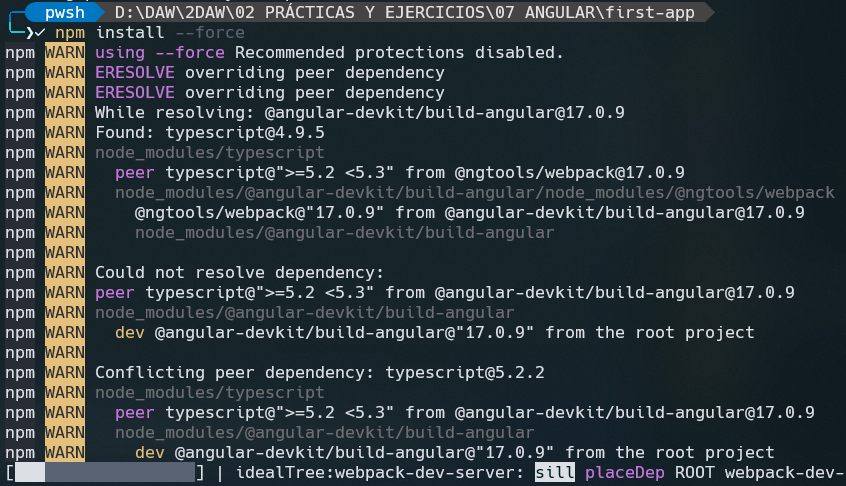 pwsh D:\DAW\2DAW\02 PRÁCTICAS Y EJERCICIOS\07 ANGULAR\first-app
npm install --force
npm WARN using --force Recommended protections disabled.
npm WARN ERESOLVE overriding peer dependency
npm WARN ERESOLVE overriding peer dependency
npm WARN While resolving: @angular-devkit/build-angular@17.0.9
npm WARN Found: typescript@4.9.5
npm WARN node_modules/typescript
npm WARN   peer typescript@">=5.2 <5.3" from @ngtools/webpack@17.0.9
npm WARN   node_modules/@angular-devkit/build-angular/node_modules/@ngtools/webpack
npm WARN     @ngtools/webpack@"17.0.9" from @angular-devkit/build-angular@17.0.9
npm WARN     node_modules/@angular-devkit/build-angular
npm WARN
npm WARN Could not resolve dependency:
npm WARN peer typescript@">=5.2 <5.3" from @angular-devkit/build-angular@17.0.9
npm WARN node_modules/@angular-devkit/build-angular
npm WARN   dev @angular-devkit/build-angular@"17.0.9" from the root project
npm WARN
npm WARN Conflicting peer dependency: typescript@5.2.2
npm WARN node_modules/typescript
npm WARN   peer typescript@">=5.2 <5.3" from @angular-devkit/build-angular@17.0.9
npm WARN   node_modules/@angular-devkit/build-angular
npm WARN     dev @angular-devkit/build-angular@"17.0.9" from the root project
[                  ] | idealTree:webpack-dev-server: sill placeDep ROOT webpack-dev-